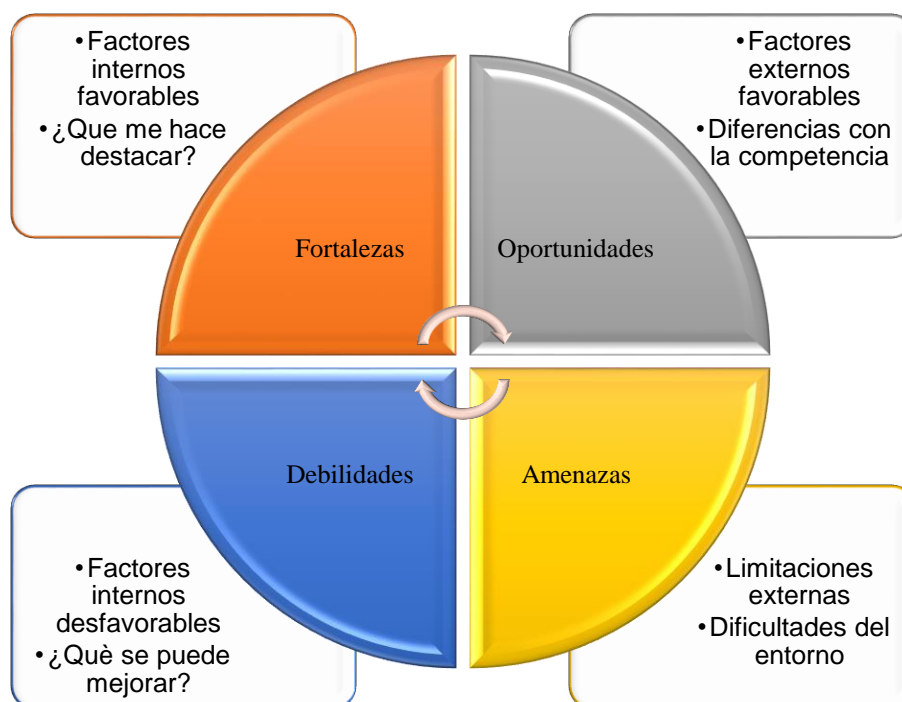 • Factores
internos
favorables
• ¿Que me hace
destacar?
• Factores
externos
favorables
• Diferencias con
la competencia
Fortalezas
Oportunidades
Debilidades
Amenazas
• Factores
internos
desfavorables
• ¿Què se puede
mejorar?
• Limitaciones
externas
• Dificultades del
entorno